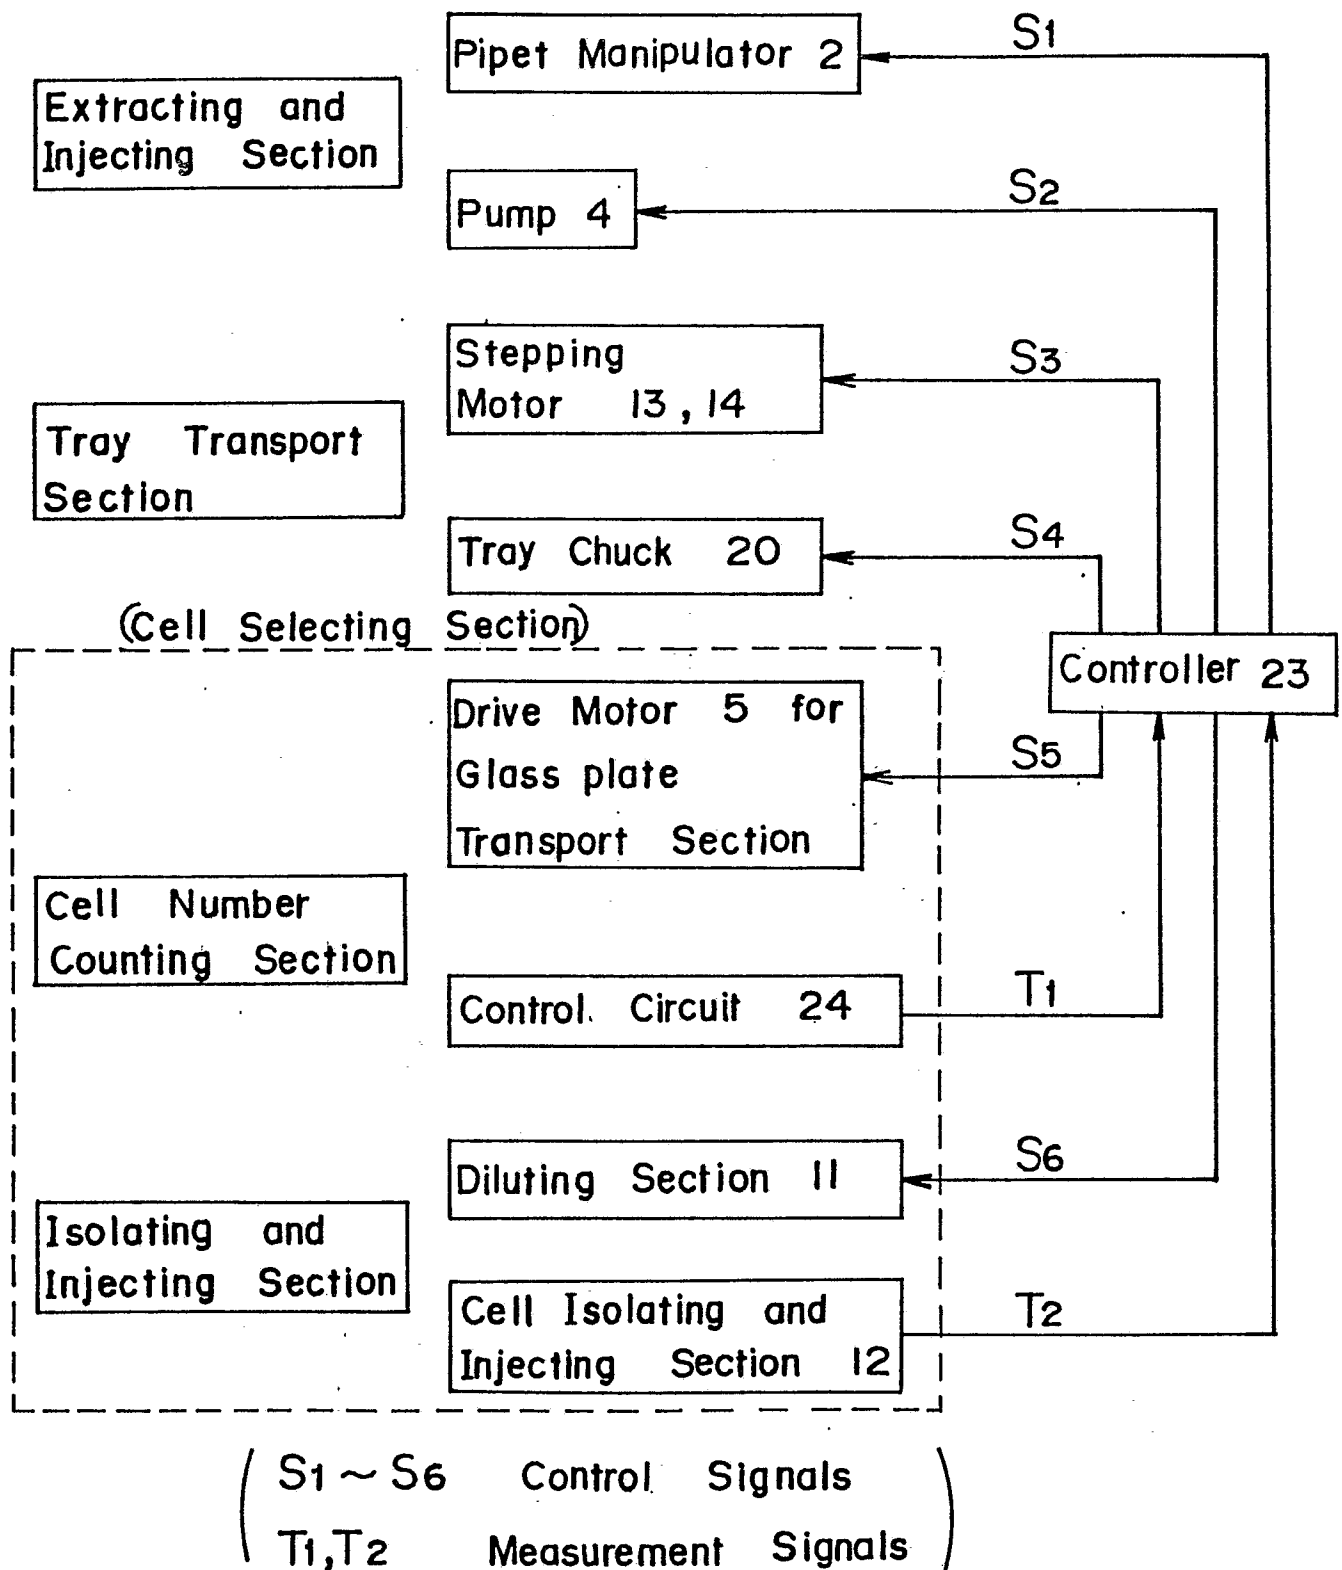 Pipet Manipulator 2
S1
Extracting and
Injecting Section
Pump 4
S2
Stepping
Motor 13, 14
S3
Tray Transport
Section
Tray Chuck 20
S4
(Cell Selecting Section)
Controller 23
Drive Motor 5 for
Glass plate
Transport Section
S5
Cell Number
Counting Section
Control Circuit 24
T1
Diluting Section 11
S6
Isolating and
Injecting Section
Cell Isolating and
Injecting Section 12
T2
S1 ~ S6 Control Signals
T1, T2 Measurement Signals